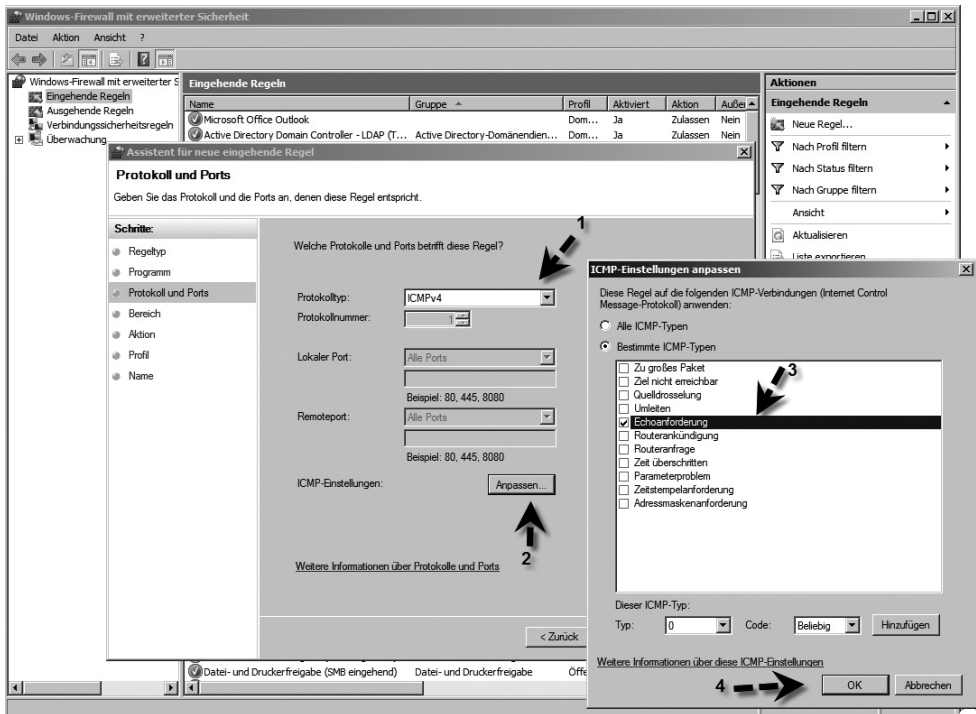 Windows-Firewall mit erweiterter Sicherheit
Datei Aktion Ansicht ?
Windows-Firewall mit erweiterter S
Eingehende Regeln
Ausgehende Regeln
Verbindungssicherheitsregeln
Überwachung
Eingehende Regeln
Name Gruppe Profil Aktiviert Aktion Außer
Microsoft Office Outlook Dom... Ja Zulassen Nein
Active Directory Domain Controller - LDAP (T... Active Directory-Domänendien... Dom... Ja Zulassen Nein
Aktionen
Eingehende Regeln
Neue Regel...
Nach Profil filtern
Nach Status filtern
Nach Gruppe filtern
Ansicht
Aktualisieren
Liste exportieren
Assistent für neue eingehende Regel
Protokoll und Ports
Geben Sie das Protokoll und die Ports an, denen diese Regel entspricht.
Schritte:
Regeltyp
Programm
Protokoll und Ports
Bereich
Aktion
Profil
Name
1
Welche Protokolle und Ports betrifft diese Regel?
Protokolltyp: ICMPv4
Protokollnummer: 1
Lokaler Port: Alle Ports
Beispiel: 80, 445, 8080
Remoteport: Alle Ports
Beispiel: 80, 445, 8080
ICMP-Einstellungen: Anpassen...
2
Weitere Informationen über Protokolle und Ports
< Zurück
Datei- und Druckerfreigabe (SMB eingehend) Datei- und Druckerfreigabe Öffe
ICMP-Einstellungen anpassen
Diese Regel auf die folgenden ICMP-Verbindungen (Internet Control
Message-Protokoll) anwenden:
Alle ICMP-Typen
Bestimmte ICMP-Typen
Zu großes Paket
3
Ziel nicht erreichbar
Quelldrosselung
Umleiten
Echoanforderung
Routerankündigung
Routeranfrage
Zeit überschritten
Parameterproblem
Zeitstempelanforderung
Adressmaskenanforderung
Dieser ICMP-Typ:
Typ: 0 Code: Beliebig Hinzufügen
Weitere Informationen über diese ICMP-Einstellungen
4
OK Abbrechen